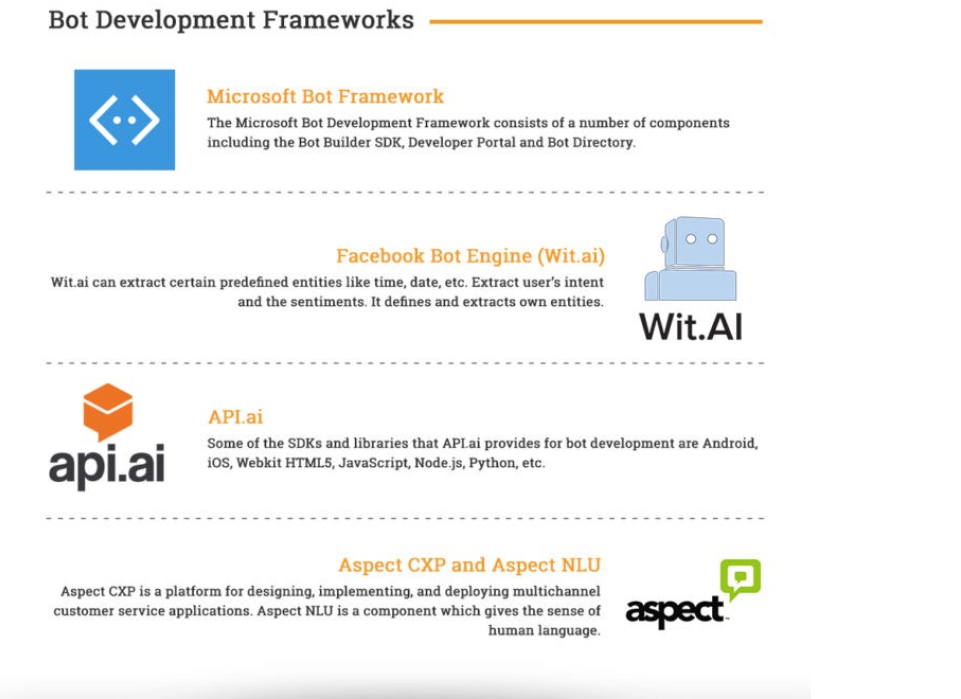 Bot Development Frameworks
Microsoft Bot Framework
The Microsoft Bot Development Framework consists of a number of components
including the Bot Builder SDK, Developer Portal and Bot Directory.
Facebook Bot Engine (Wit.ai)
Wit.ai can extract certain predefined entities like time, date, etc. Extract user's intent
and the sentiments. It defines and extracts own entities.
Wit.AI
api.ai
API.ai
Some of the SDKs and libraries that API.ai provides for bot development are Android,
iOS, Webkit HTML5, JavaScript, Node.js, Python, etc.
Aspect CXP and Aspect NLU
Aspect CXP is a platform for designing, implementing, and deploying multichannel
customer service applications. Aspect NLU is a component which gives the sense of
human language.
aspect™